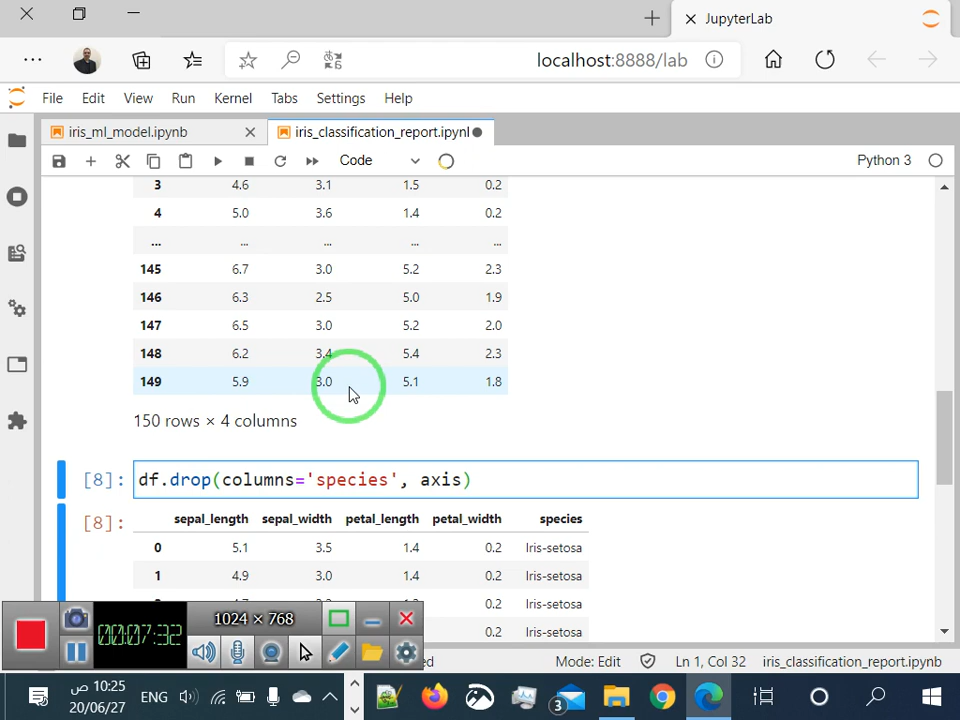 JupyterLab
localhost:8888/lab
File Edit View Run Kernel Tabs Settings Help
iris_ml_model.ipynb
iris_classification_report.ipynl
Code
Python 3
3 4.6 3.1 1.5 0.2
4 5.0 3.6 1.4 0.2
... ... ... ... ...
145 6.7 3.0 5.2 2.3
146 6.3 2.5 5.0 1.9
147 6.5 3.0 5.2 2.0
148 6.2 3.4 5.4 2.3
149 5.9 3.0 5.1 1.8
150 rows × 4 columns
[8]: df.drop(columns='species', axis)
[8]: sepal_length sepal_width petal_length petal_width species
0 5.1 3.5 1.4 0.2 Iris-setosa
1 4.9 3.0 1.4 0.2 Iris-setosa
0.2 Iris-setosa
0.2 Iris-setosa
1024 × 768
00:07:32
Mode: Edit Ln 1, Col 32 iris_classification_report.ipynb
10:25 ص ENG
20/06/27
3